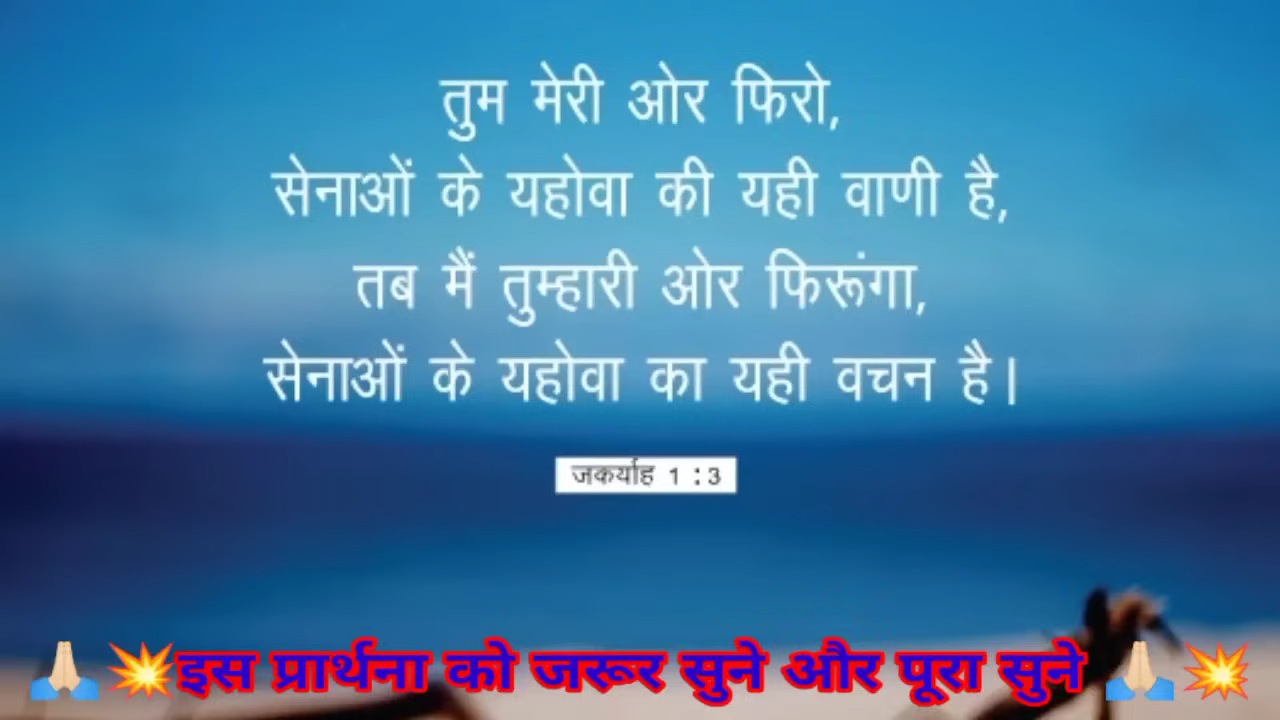 तुम मेरी ओर फिरो,
सेनाओं के यहोवा की यही वाणी है,
तब मैं तुम्हारी ओर फिरूंगा,
सेनाओं के यहोवा का यही वचन है।
जकर्याह 1 : 3
🙏🏻💥इस प्रार्थना को जरूर सुने और पूरा सुने 🙏🏻💥